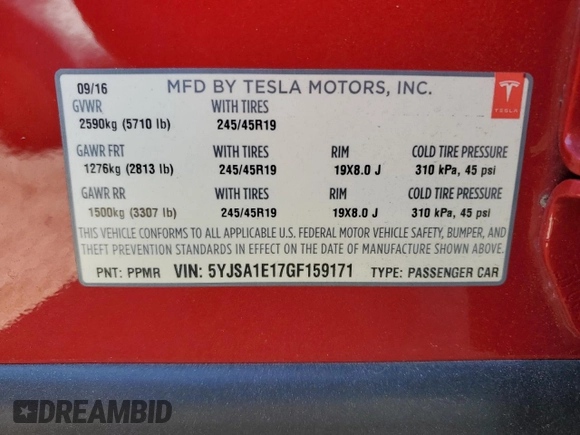 09/16 MFD BY TESLA MOTORS, INC.
GVWR WITH TIRES
2590kg (5710 lb) 245/45R19
TESLA
GAWR FRT WITH TIRES RIM COLD TIRE PRESSURE
1276kg (2813 lb) 245/45R19 19X8.0 J 310 kPa, 45 psi
GAWR RR WITH TIRES RIM COLD TIRE PRESSURE
1500kg (3307 lb) 245/45R19 19X8.0 J 310 kPa, 45 psi
THIS VEHICLE CONFORMS TO ALL APPLICABLE U.S. FEDERAL MOTOR VEHICLE SAFETY, BUMPER, AND
THEFT PREVENTION STANDARDS IN EFFECT ON THE DATE OF MANUFACTURE SHOWN ABOVE.
PNT: PPMR VIN: 5YJSA1E17GF159171 TYPE: PASSENGER CAR
DREAMBID